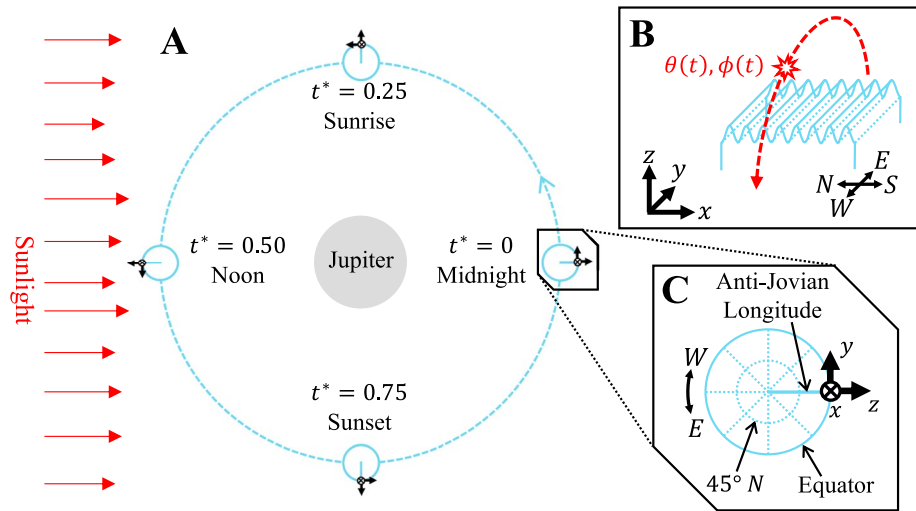 A
t* = 0.25
Sunrise
Sunlight
t* = 0.50
Noon
Jupiter
t* = 0
Midnight
t* = 0.75
Sunset
B
θ(t), ϕ(t)
z
y
x
E
N
S
W
C
Anti-Jovian
Longitude
W
E
y
x
z
45° N
Equator